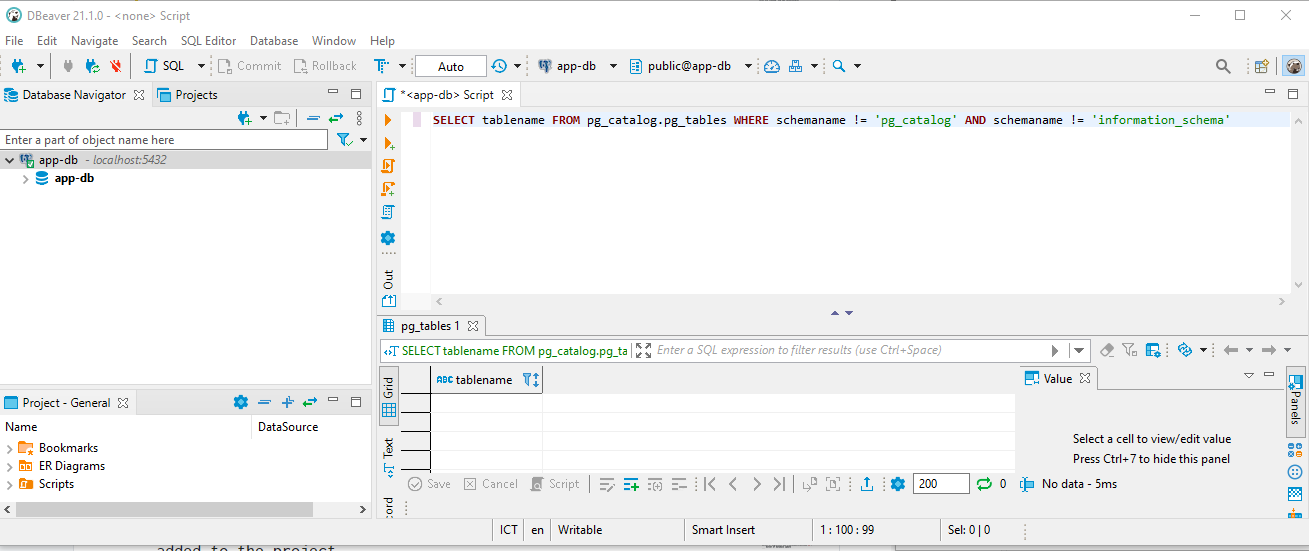 DBeaver 21.1.0 - <none> Script
File Edit Navigate Search SQL Editor Database Window Help
SQL Commit Rollback Auto app-db public@app-db
Database Navigator Projects
Enter a part of object name here
app-db - localhost:5432
app-db
*<app-db> Script
SELECT tablename FROM pg_catalog.pg_tables WHERE schemaname != 'pg_catalog' AND schemaname != 'information_schema'
Out
pg_tables 1
SELECT tablename FROM pg_catalog.pg_ta Enter a SQL expression to filter results (use Ctrl+Space)
Grid
Text
ord
ABC tablename
Value
Select a cell to view/edit value
Press Ctrl+7 to hide this panel
Panels
Save Cancel Script 200 0 No data - 5ms
Project - General
Name DataSource
Bookmarks
ER Diagrams
Scripts
ICT en Writable Smart Insert 1 : 100 : 99 Sel: 0 | 0
added to the project